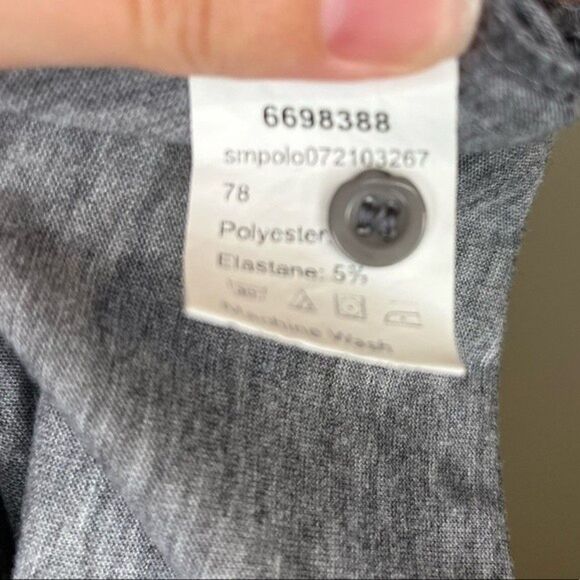 6698388
smpolo072103267
78
Polyester
Elastane: 5%
Machine Wash